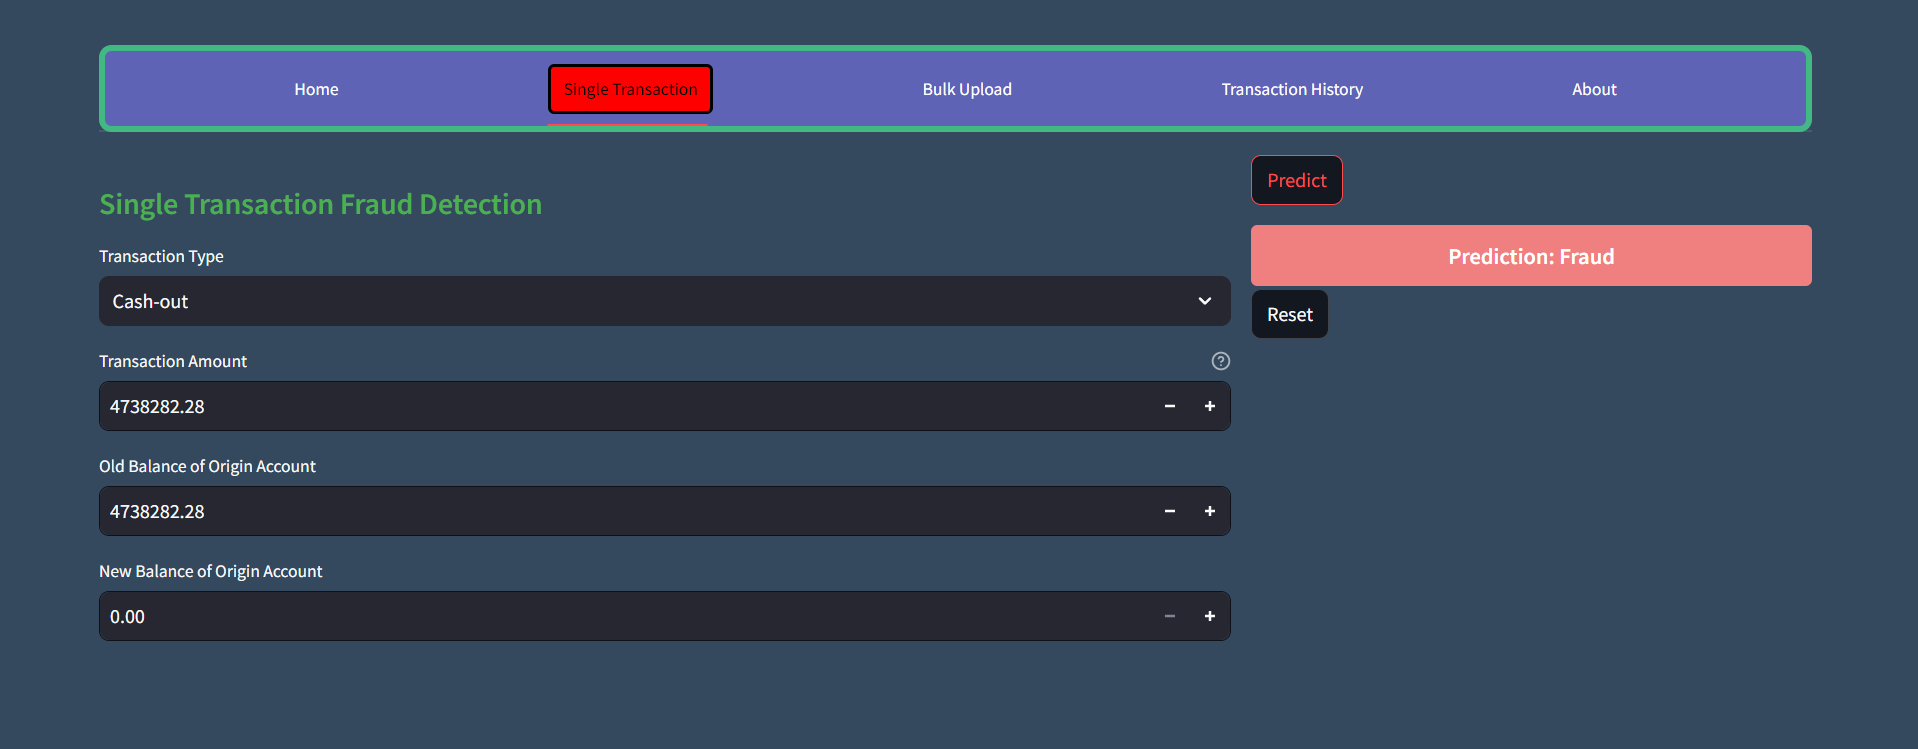 Home
Single Transaction
Bulk Upload
Transaction History
About
Single Transaction Fraud Detection
Transaction Type
Cash-out
Transaction Amount
?
4738282.28
− +
Old Balance of Origin Account
4738282.28
− +
New Balance of Origin Account
0.00
− +
Predict
Prediction: Fraud
Reset